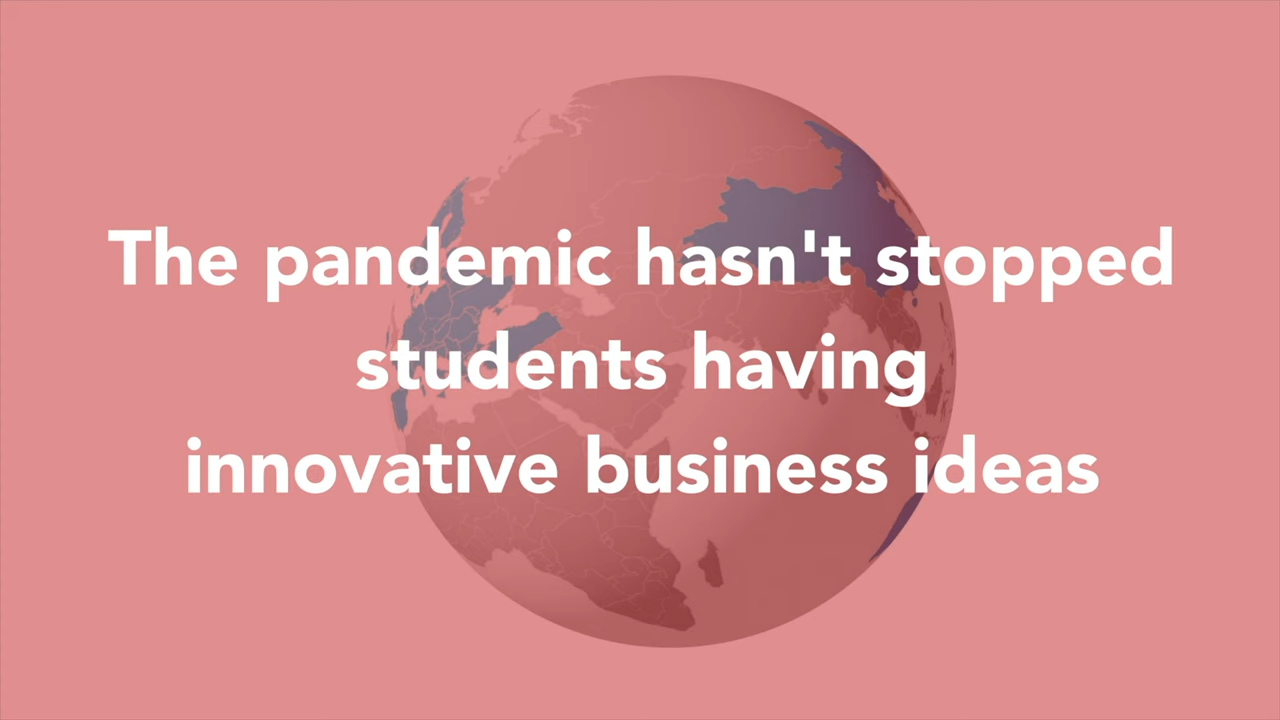 The pandemic hasn't stopped
students having
innovative business ideas